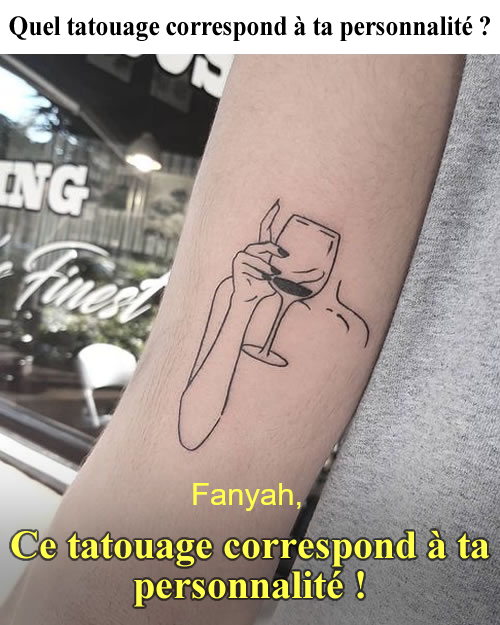 Quel tatouage correspond à ta personnalité ?
ING
Finest
Fanyah,
Ce tatouage correspond à ta
personnalité !